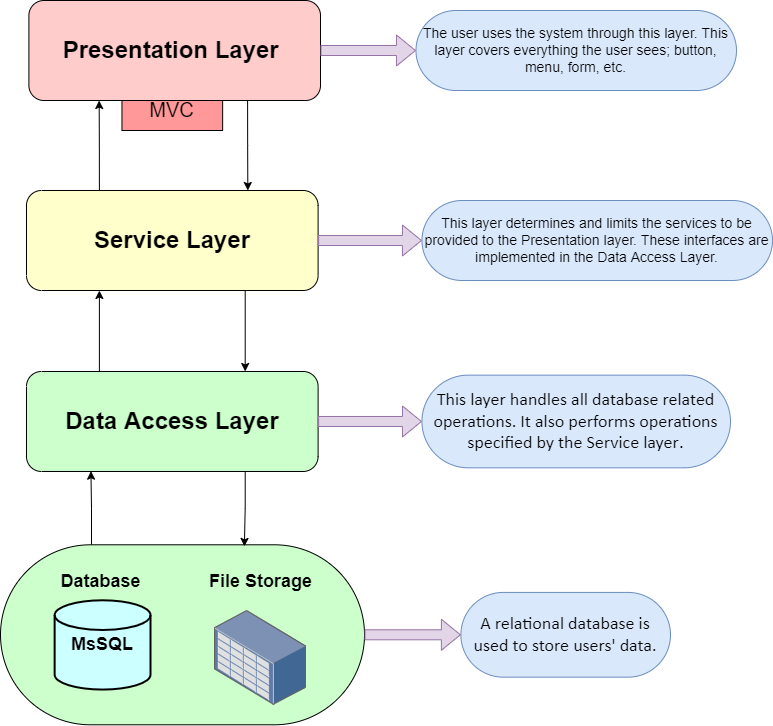 Presentation Layer
MVC
The user uses the system through this layer. This
layer covers everything the user sees; button,
menu, form, etc.
Service Layer
This layer determines and limits the services to be
provided to the Presentation layer. These interfaces are
implemented in the Data Access Layer.
Data Access Layer
This layer handles all database related
operations. It also performs operations
specified by the Service layer.
Database
File Storage
MsSQL
A relational database is
used to store users' data.